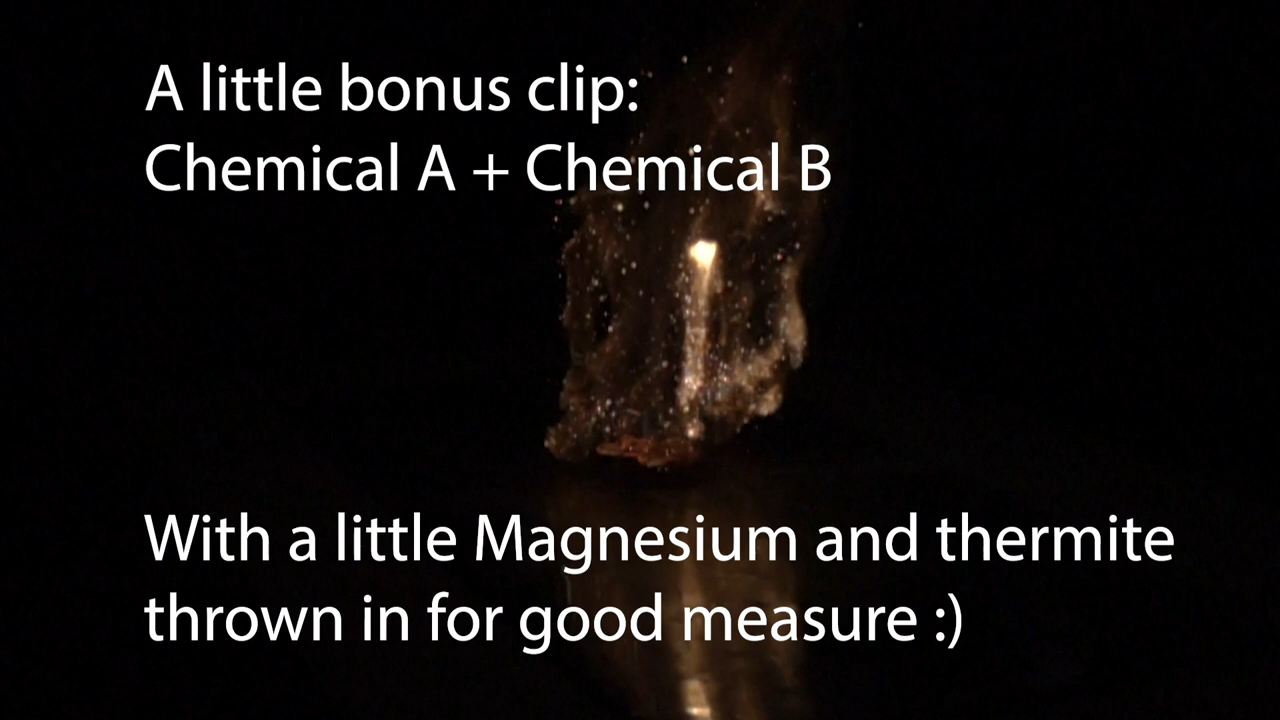 A little bonus clip:
Chemical A + Chemical B
With a little Magnesium and thermite
thrown in for good measure :)